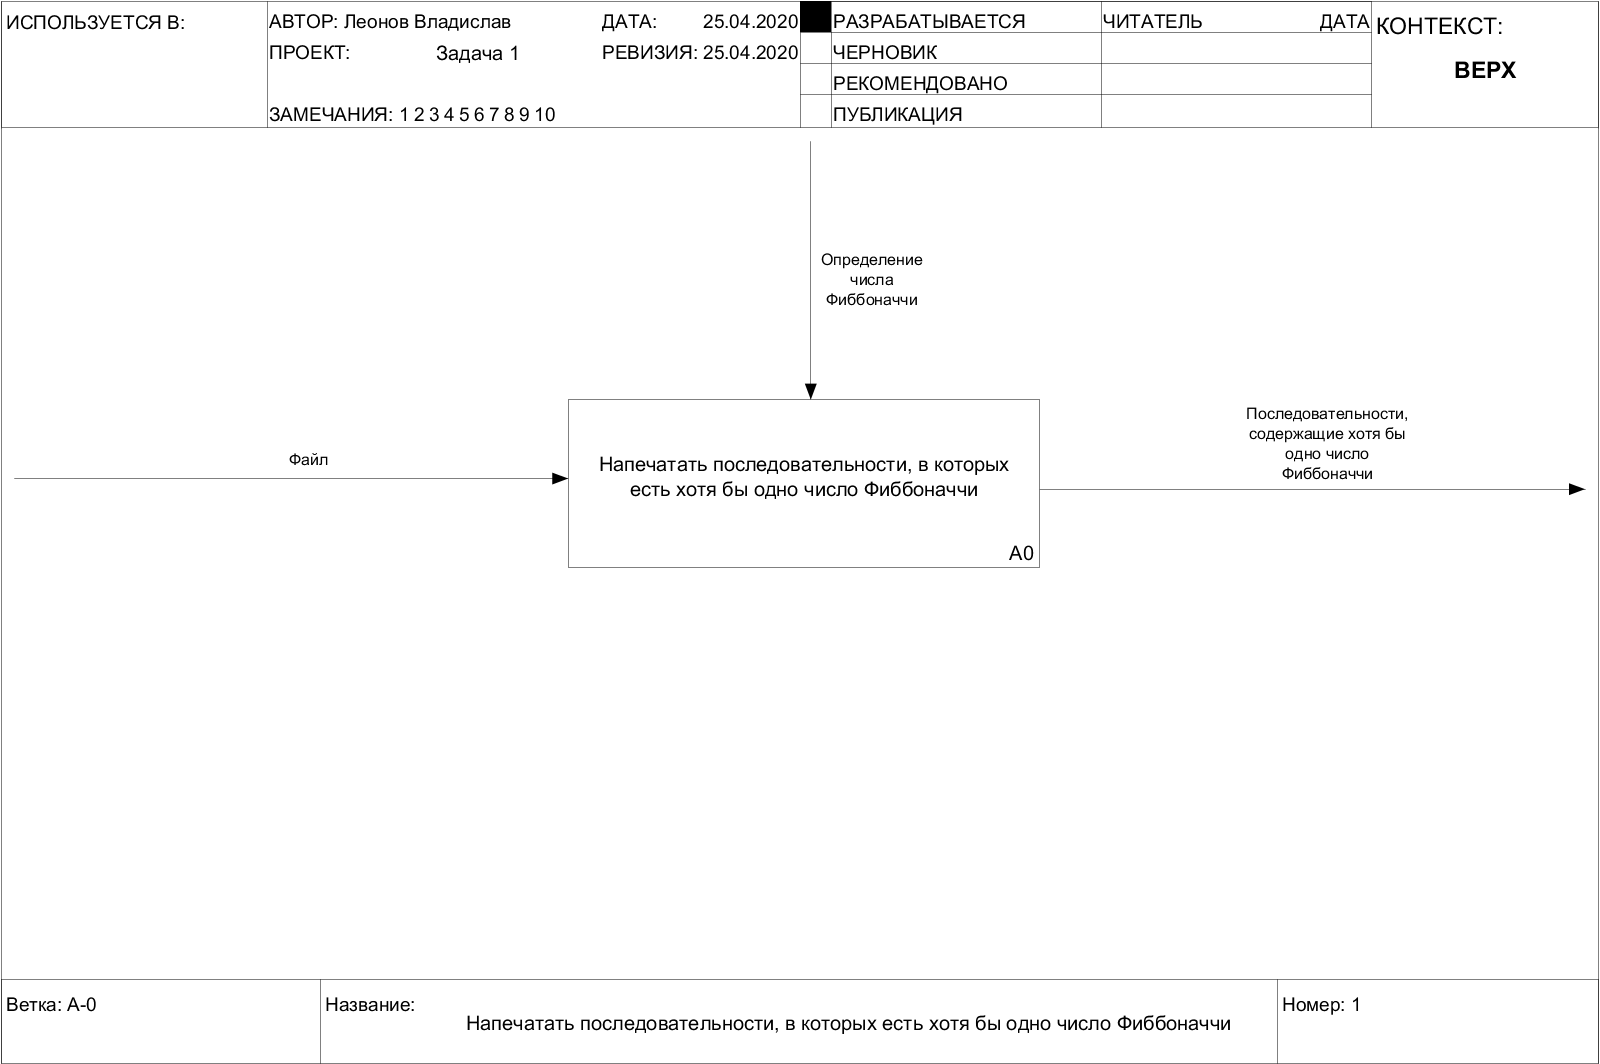 ИСПОЛЬЗУЕТСЯ В:
АВТОР: Леонов Владислав
ДАТА: 25.04.2020
ПРОЕКТ: Задача 1
РЕВИЗИЯ: 25.04.2020
ЗАМЕЧАНИЯ: 1 2 3 4 5 6 7 8 9 10
РАЗРАБАТЫВАЕТСЯ
ЧЕРНОВИК
РЕКОМЕНДОВАНО
ПУБЛИКАЦИЯ
ЧИТАТЕЛЬ ДАТА
КОНТЕКСТ:
ВЕРХ
Определение
числа
Фиббоначчи
Файл
Напечатать последовательности, в которых
есть хотя бы одно число Фиббоначчи
A0
Последовательности,
содержащие хотя бы
одно число
Фиббоначчи
Ветка: A-0
Название:
Напечатать последовательности, в которых есть хотя бы одно число Фиббоначчи
Номер: 1